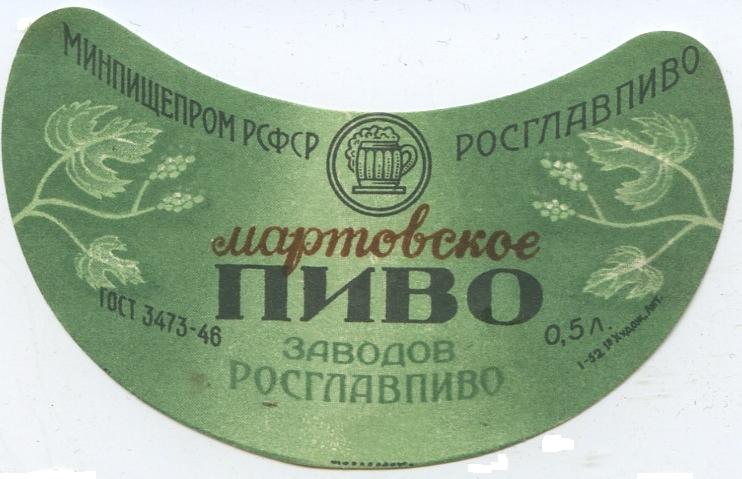 МИНПИЩЕПРОМ РСФСР
РОСГЛАВПИВО
мартовское
ПИВО
ГОСТ 3473-46
0,5 л.
ЗАВОДОВ
РОСГЛАВПИВО